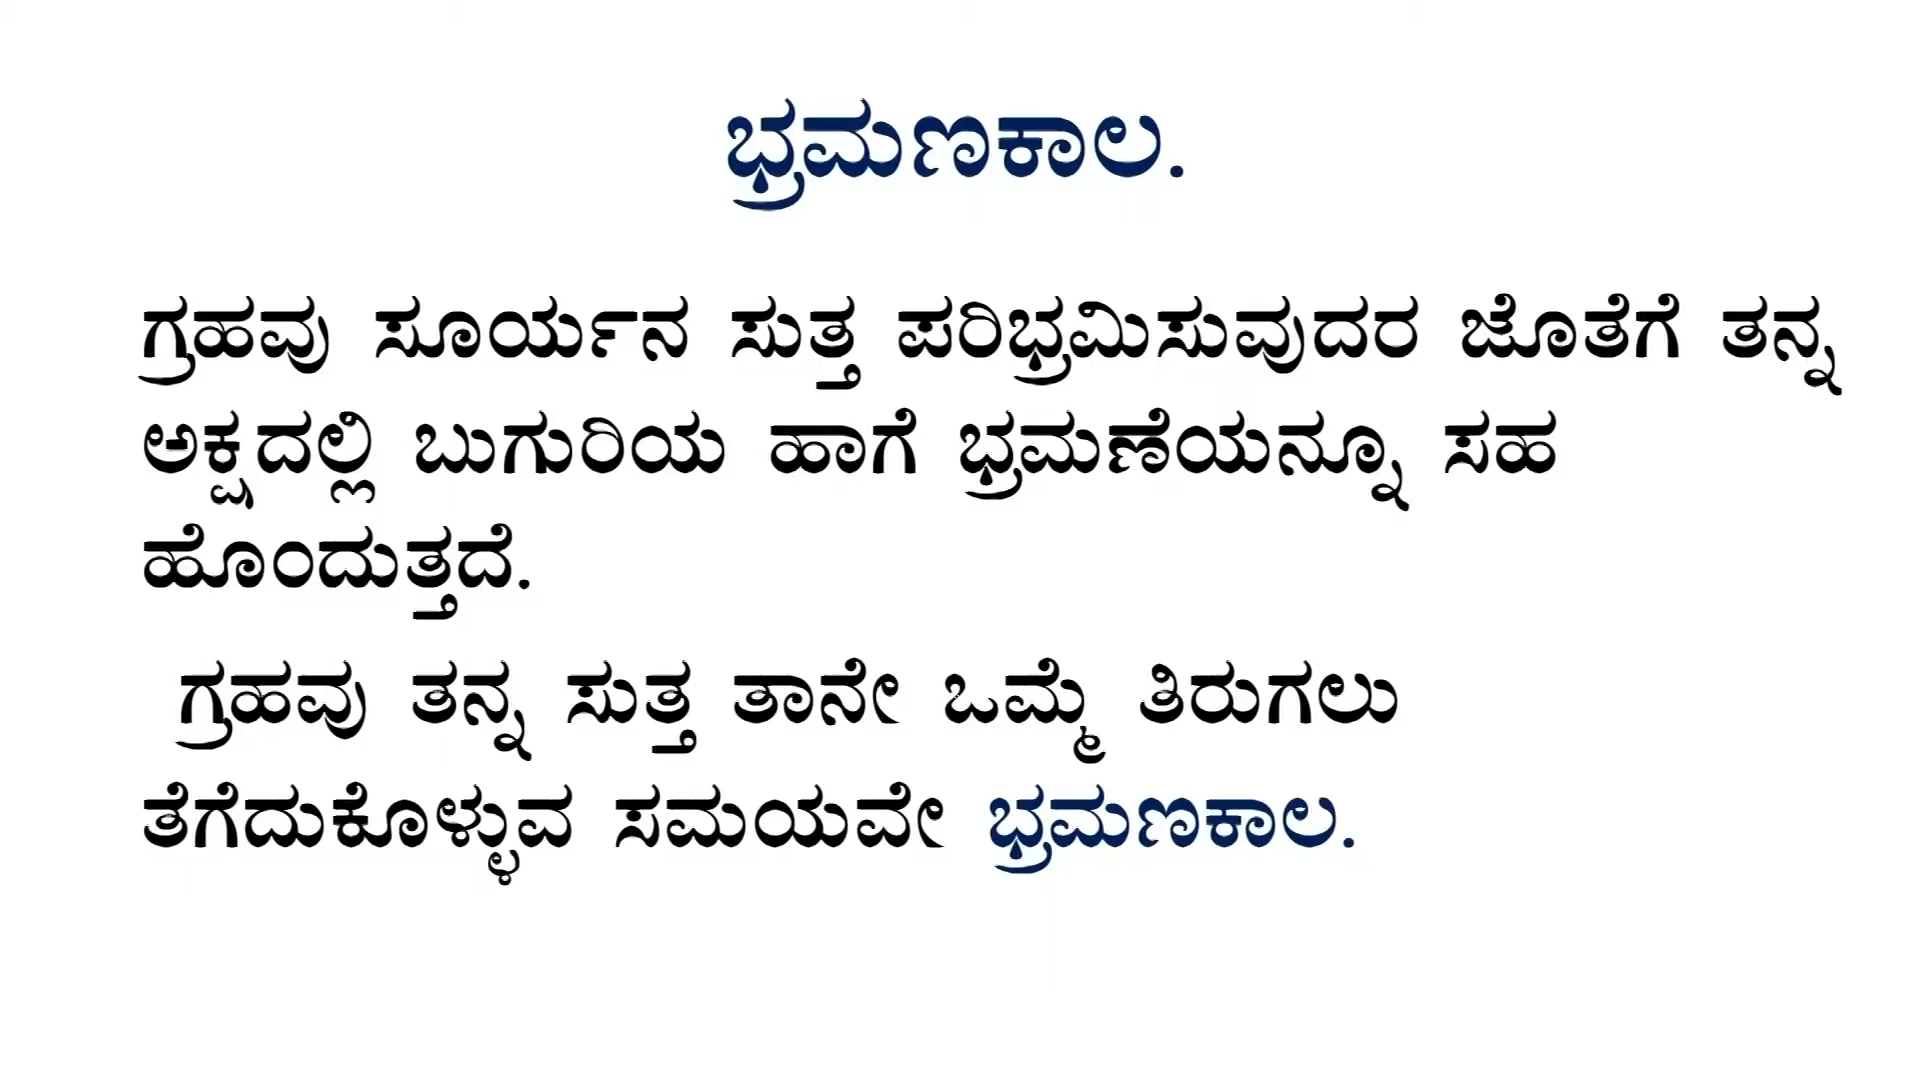 ಭ್ರಮಣಕಾಲ.
ಗ್ರಹವು ಸೂರ್ಯನ ಸುತ್ತ ಪರಿಭ್ರಮಿಸುವುದರ ಜೊತೆಗೆ ತನ್ನ
ಅಕ್ಷದಲ್ಲಿ ಬುಗುರಿಯ ಹಾಗೆ ಭ್ರಮಣೆಯನ್ನೂ ಸಹ
ಹೊಂದುತ್ತದೆ.
ಗ್ರಹವು ತನ್ನ ಸುತ್ತ ತಾನೇ ಒಮ್ಮೆ ತಿರುಗಲು
ತೆಗೆದುಕೊಳ್ಳುವ ಸಮಯವೇ ಭ್ರಮಣಕಾಲ.